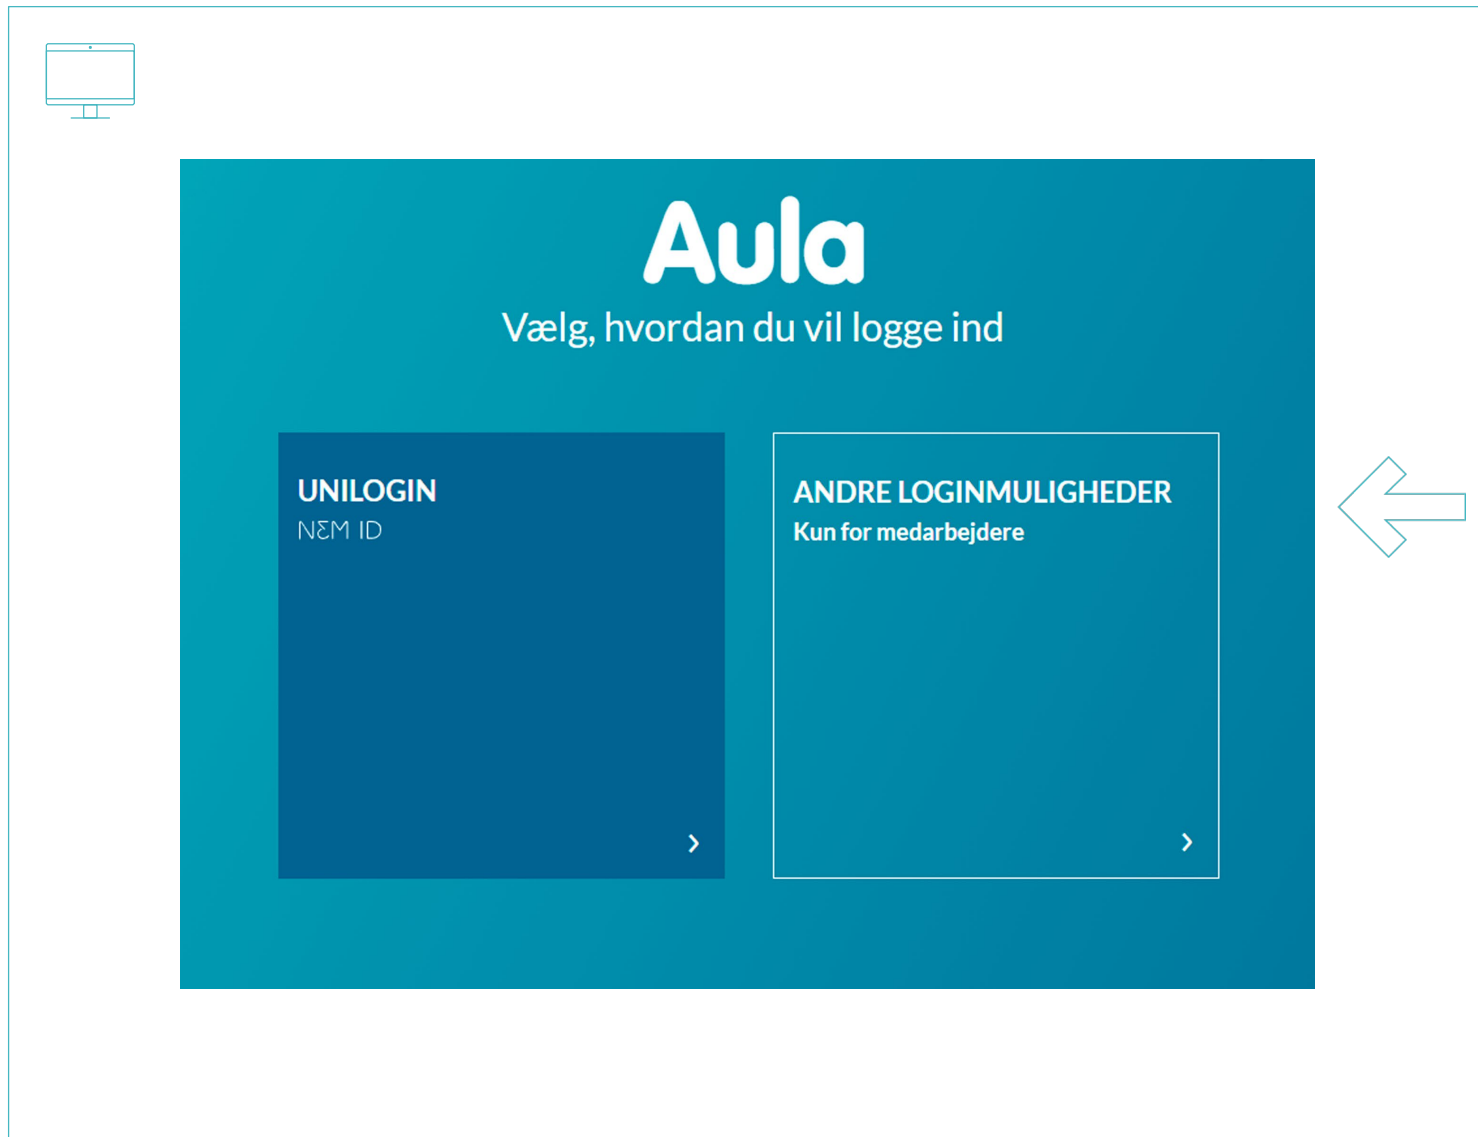 Aula
Vælg, hvordan du vil logge ind
UNILOGIN
NEM ID
ANDRE LOGINMULIGHEDER
Kun for medarbejdere